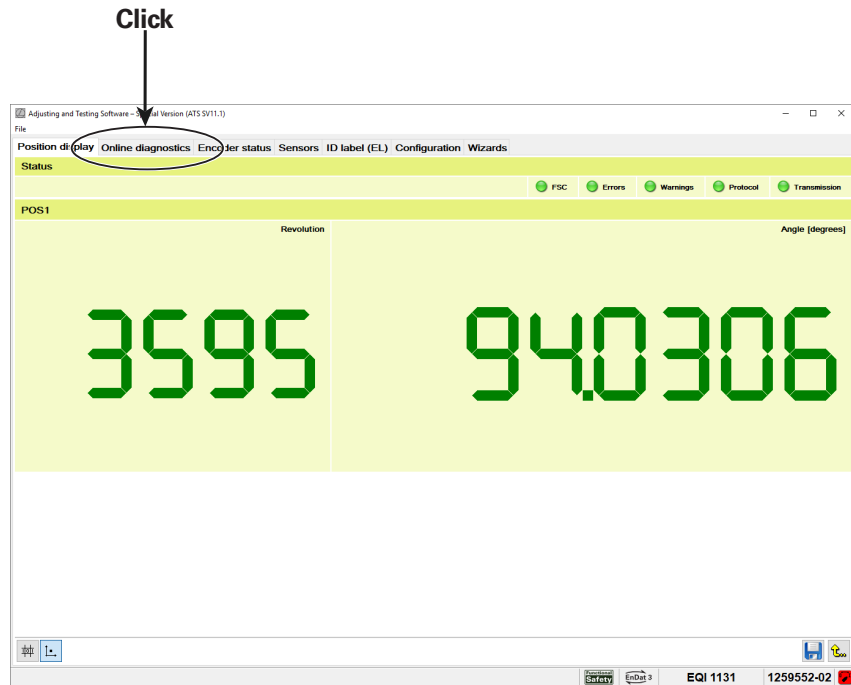 Click
Adjusting and Testing Software – Special Version (ATS SV11.1)
File
Position display Online diagnostics Encoder status Sensors ID label (EL) Configuration Wizards
Status
FSC Errors Warnings Protocol Transmission
POS1
Revolution Angle [degrees]
3595 94.0306
Functional
Safety EnDat 3 EQI 1131 1259552-02